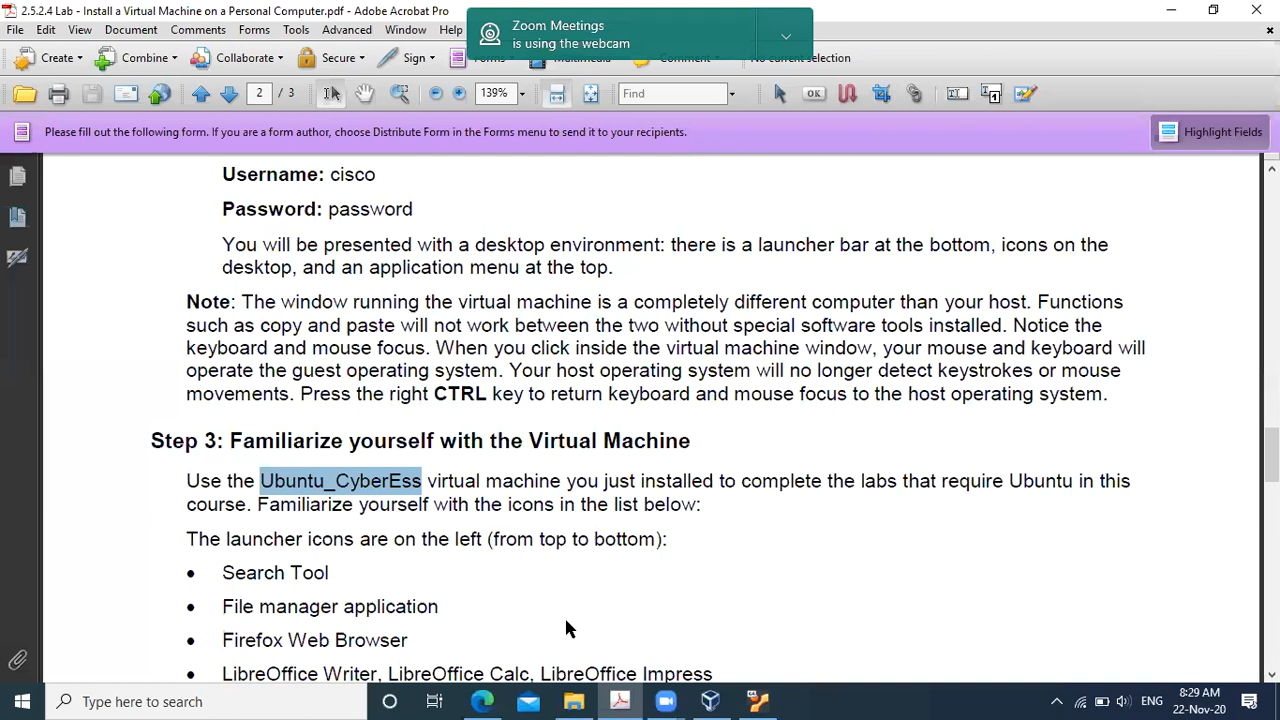 2.5.2.4 Lab - Install a Virtual Machine on a Personal Computer.pdf - Adobe Acrobat Pro
Zoom Meetings
is using the webcam
File Edit View Document Comments Forms Tools Advanced Window Help
Create Combine Collaborate Secure Sign Forms Multimedia Comment No current selection
2 / 3 139% Find OK
Please fill out the following form. If you are a form author, choose Distribute Form in the Forms menu to send it to your recipients. Highlight Fields
Username: cisco
Password: password
You will be presented with a desktop environment: there is a launcher bar at the bottom, icons on the
desktop, and an application menu at the top.
Note: The window running the virtual machine is a completely different computer than your host. Functions
such as copy and paste will not work between the two without special software tools installed. Notice the
keyboard and mouse focus. When you click inside the virtual machine window, your mouse and keyboard will
operate the guest operating system. Your host operating system will no longer detect keystrokes or mouse
movements. Press the right CTRL key to return keyboard and mouse focus to the host operating system.
Step 3: Familiarize yourself with the Virtual Machine
Use the Ubuntu_CyberEss virtual machine you just installed to complete the labs that require Ubuntu in this
course. Familiarize yourself with the icons in the list below:
The launcher icons are on the left (from top to bottom):
• Search Tool
• File manager application
• Firefox Web Browser
• LibreOffice Writer, LibreOffice Calc, LibreOffice Impress
Type here to search
ENG
8:29 AM
22-Nov-20